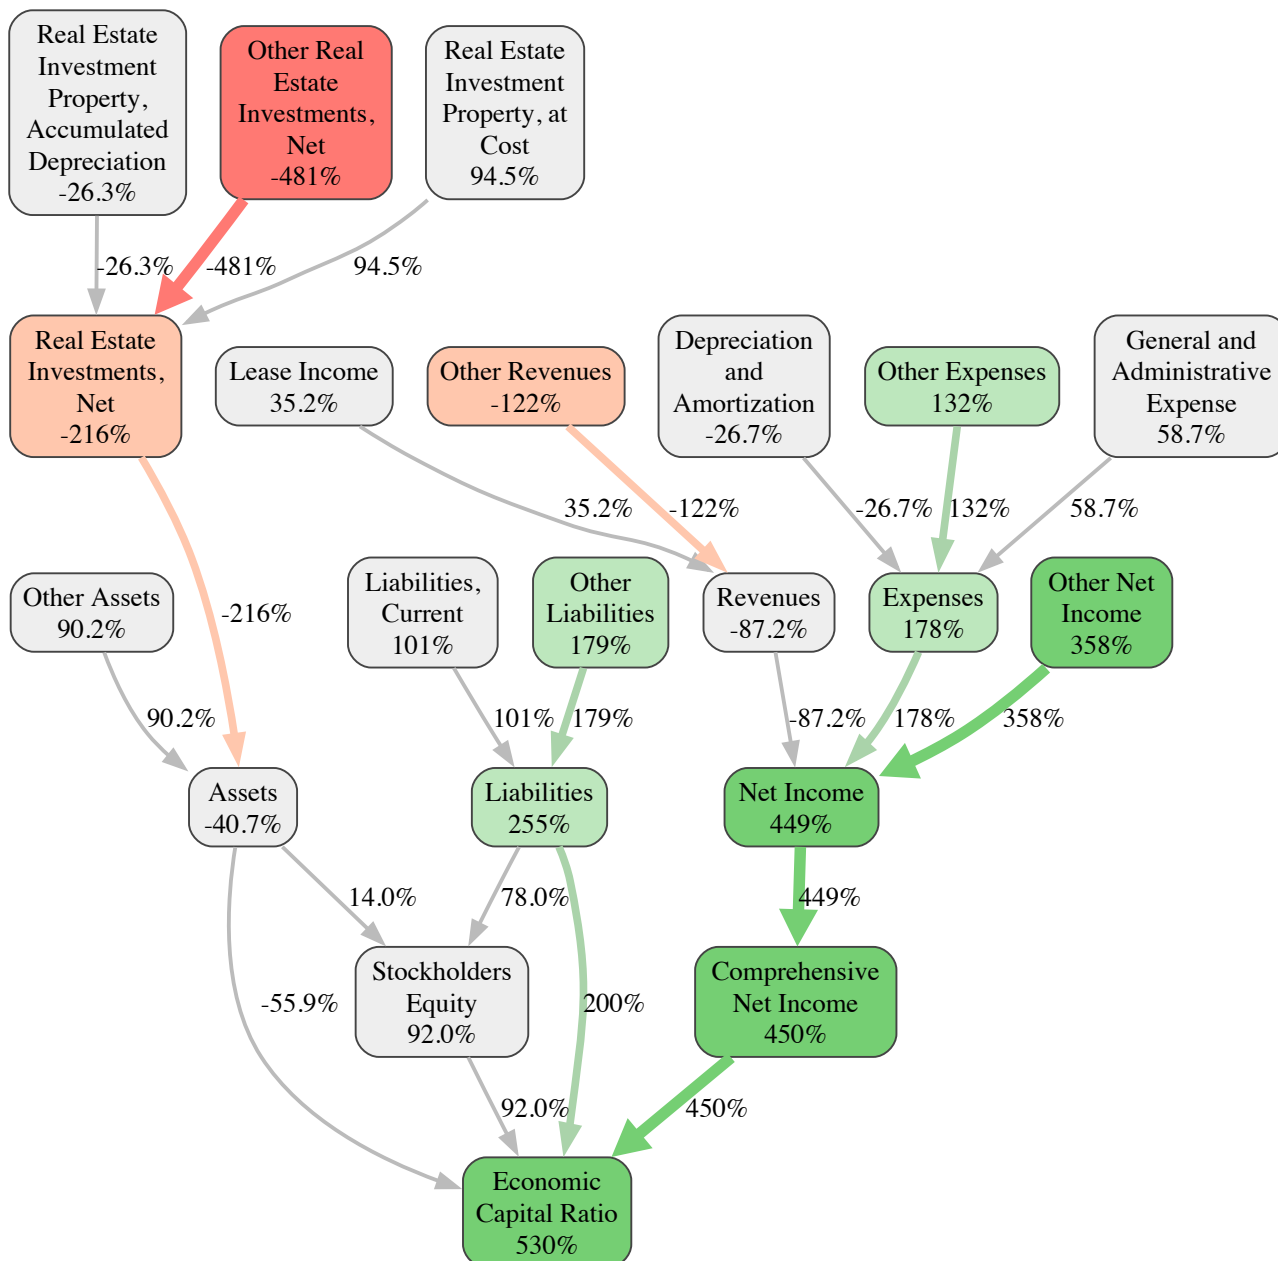 Real Estate
Investment
Property,
Accumulated
Depreciation
-26.3%
Other Real
Estate
Investments,
Net
-481%
Real Estate
Investment
Property, at
Cost
94.5%
-26.3%
-481%
94.5%
Real Estate
Investments,
Net
-216%
Lease Income
35.2%
Other Revenues
-122%
Depreciation
and
Amortization
-26.7%
Other Expenses
132%
General and
Administrative
Expense
58.7%
35.2%
-122%
-26.7%
132%
58.7%
Other Assets
90.2%
-216%
Liabilities,
Current
101%
Other
Liabilities
179%
Revenues
-87.2%
Expenses
178%
Other Net
Income
358%
90.2%
101%
179%
-87.2%
178%
358%
Assets
-40.7%
Liabilities
255%
Net Income
449%
14.0%
78.0%
449%
-55.9%
Stockholders
Equity
92.0%
200%
Comprehensive
Net Income
450%
92.0%
450%
Economic
Capital Ratio
530%